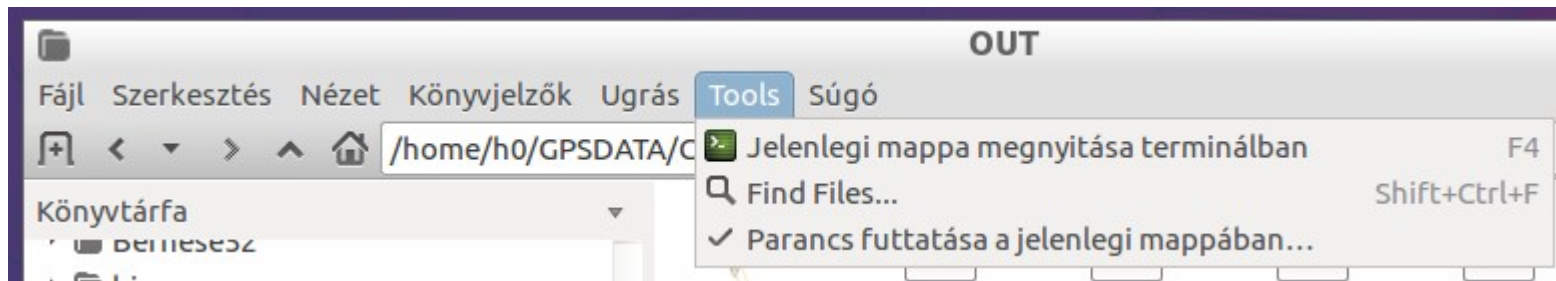 OUT
Fájl Szerkesztés Nézet Könyvjelzők Ugrás Tools Súgó
/home/h0/GPSDATA/C
Jelenlegi mappa megnyitása terminálban F4
Find Files... Shift+Ctrl+F
Könyvtárfa
Parancs futtatása a jelenlegi mappában...
Bernese52